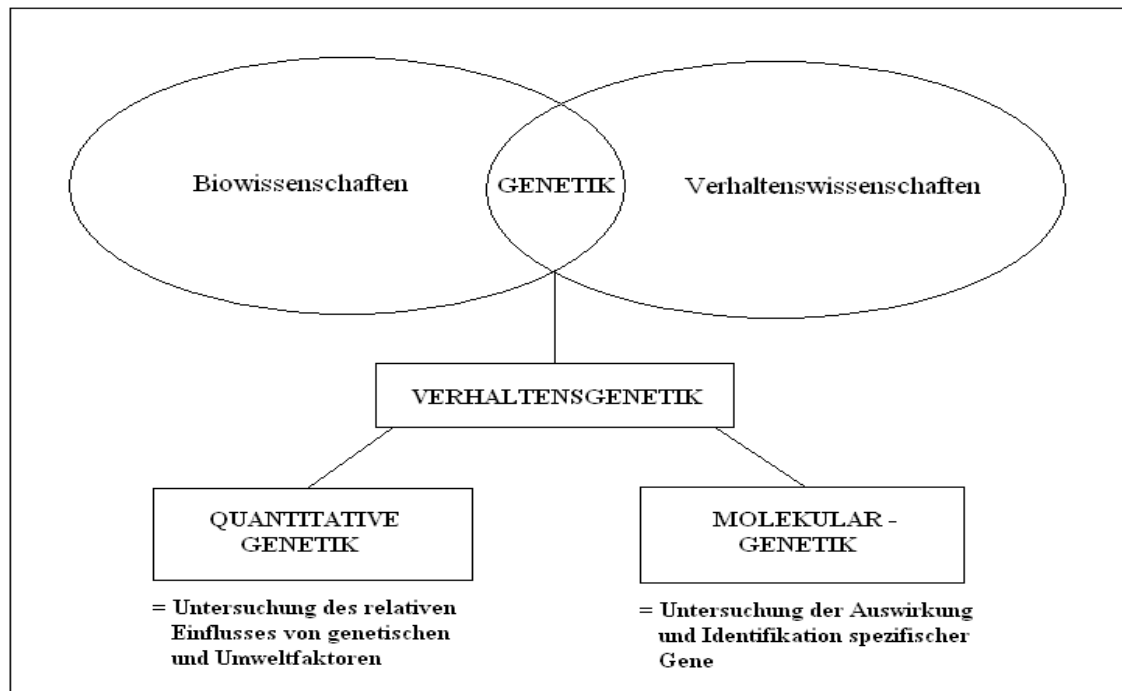 Biowissenschaften
GENETIK
Verhaltenswissenschaften
VERHALTENSGENETIK
QUANTITATIVE
GENETIK
= Untersuchung des relativen
Einflusses von genetischen
und Umweltfaktoren
MOLEKULAR -
GENETIK
= Untersuchung der Auswirkung
und Identifikation spezifischer
Gene